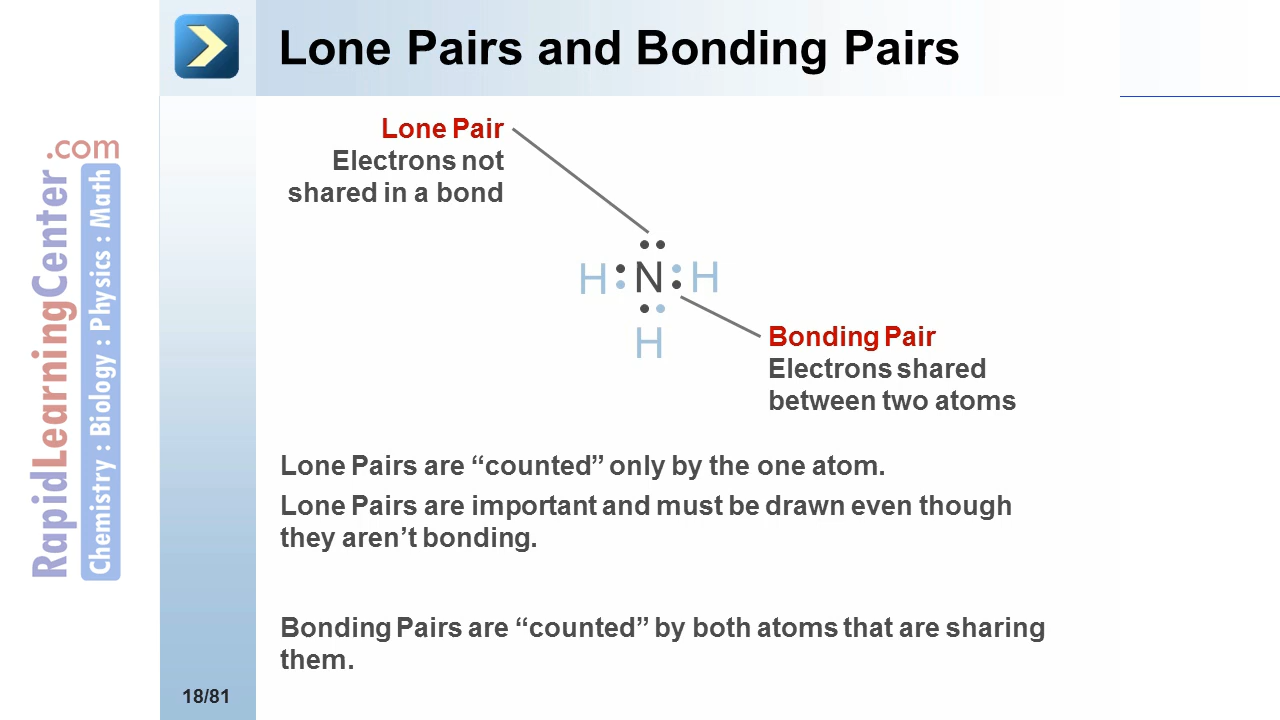 Lone Pairs and Bonding Pairs
.com
RapidLearningCenter
Chemistry : Biology : Physics : Math
Lone Pair
Electrons not
shared in a bond
H N H
H
Bonding Pair
Electrons shared
between two atoms
Lone Pairs are “counted” only by the one atom.
Lone Pairs are important and must be drawn even though
they aren’t bonding.
Bonding Pairs are “counted” by both atoms that are sharing
them.
18/81